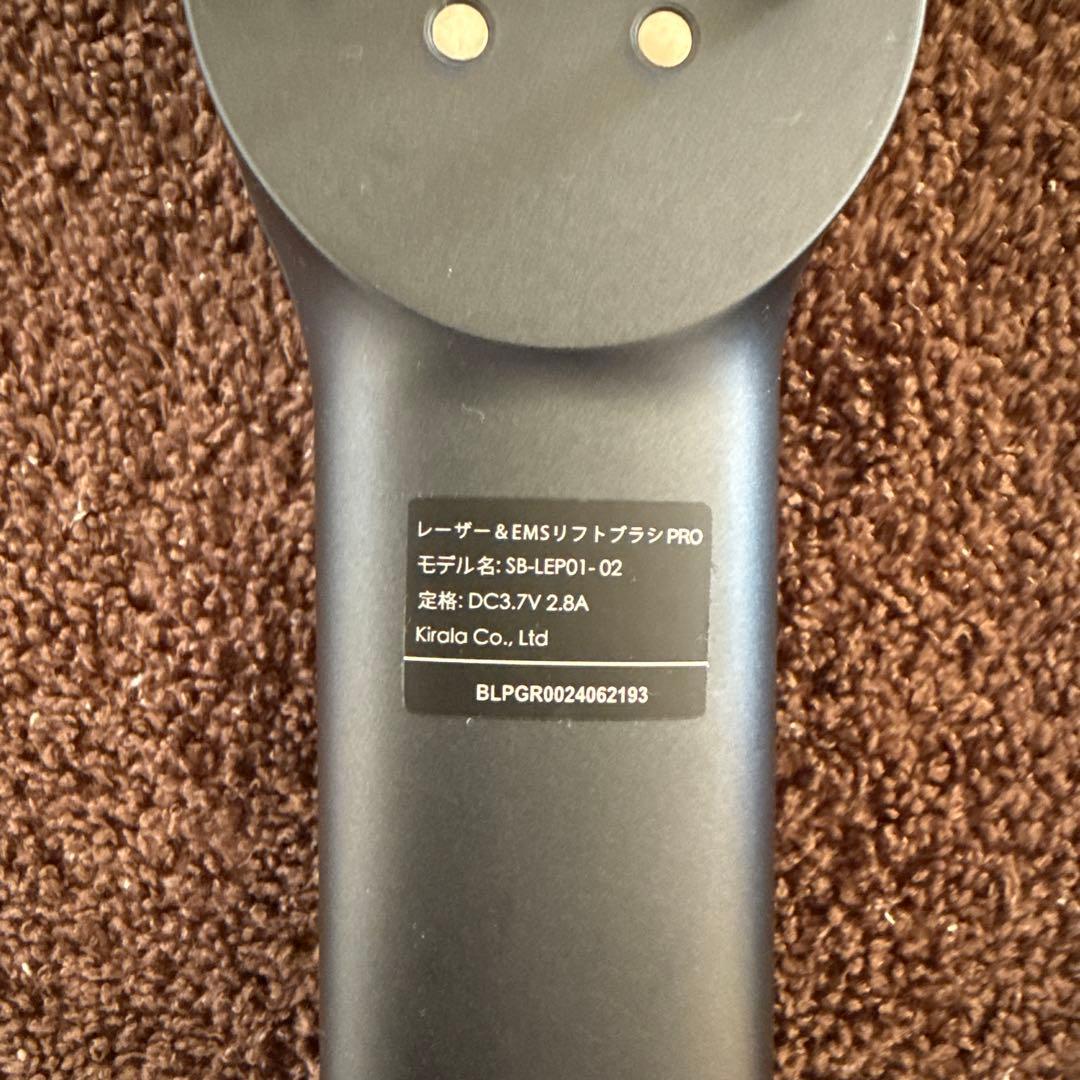 レーザー＆EMSリフトブラシPRO
モデル名: SB-LEP01-02
定格: DC3.7V 2.8A
Kirala Co., Ltd
BLPGR0024062193